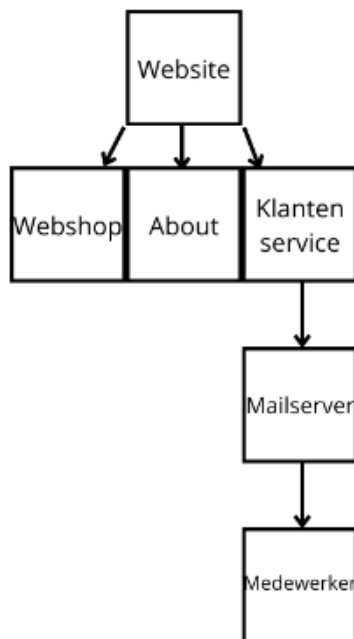 Website
Webshop
About
Klanten
service
Mailserver
Medewerker